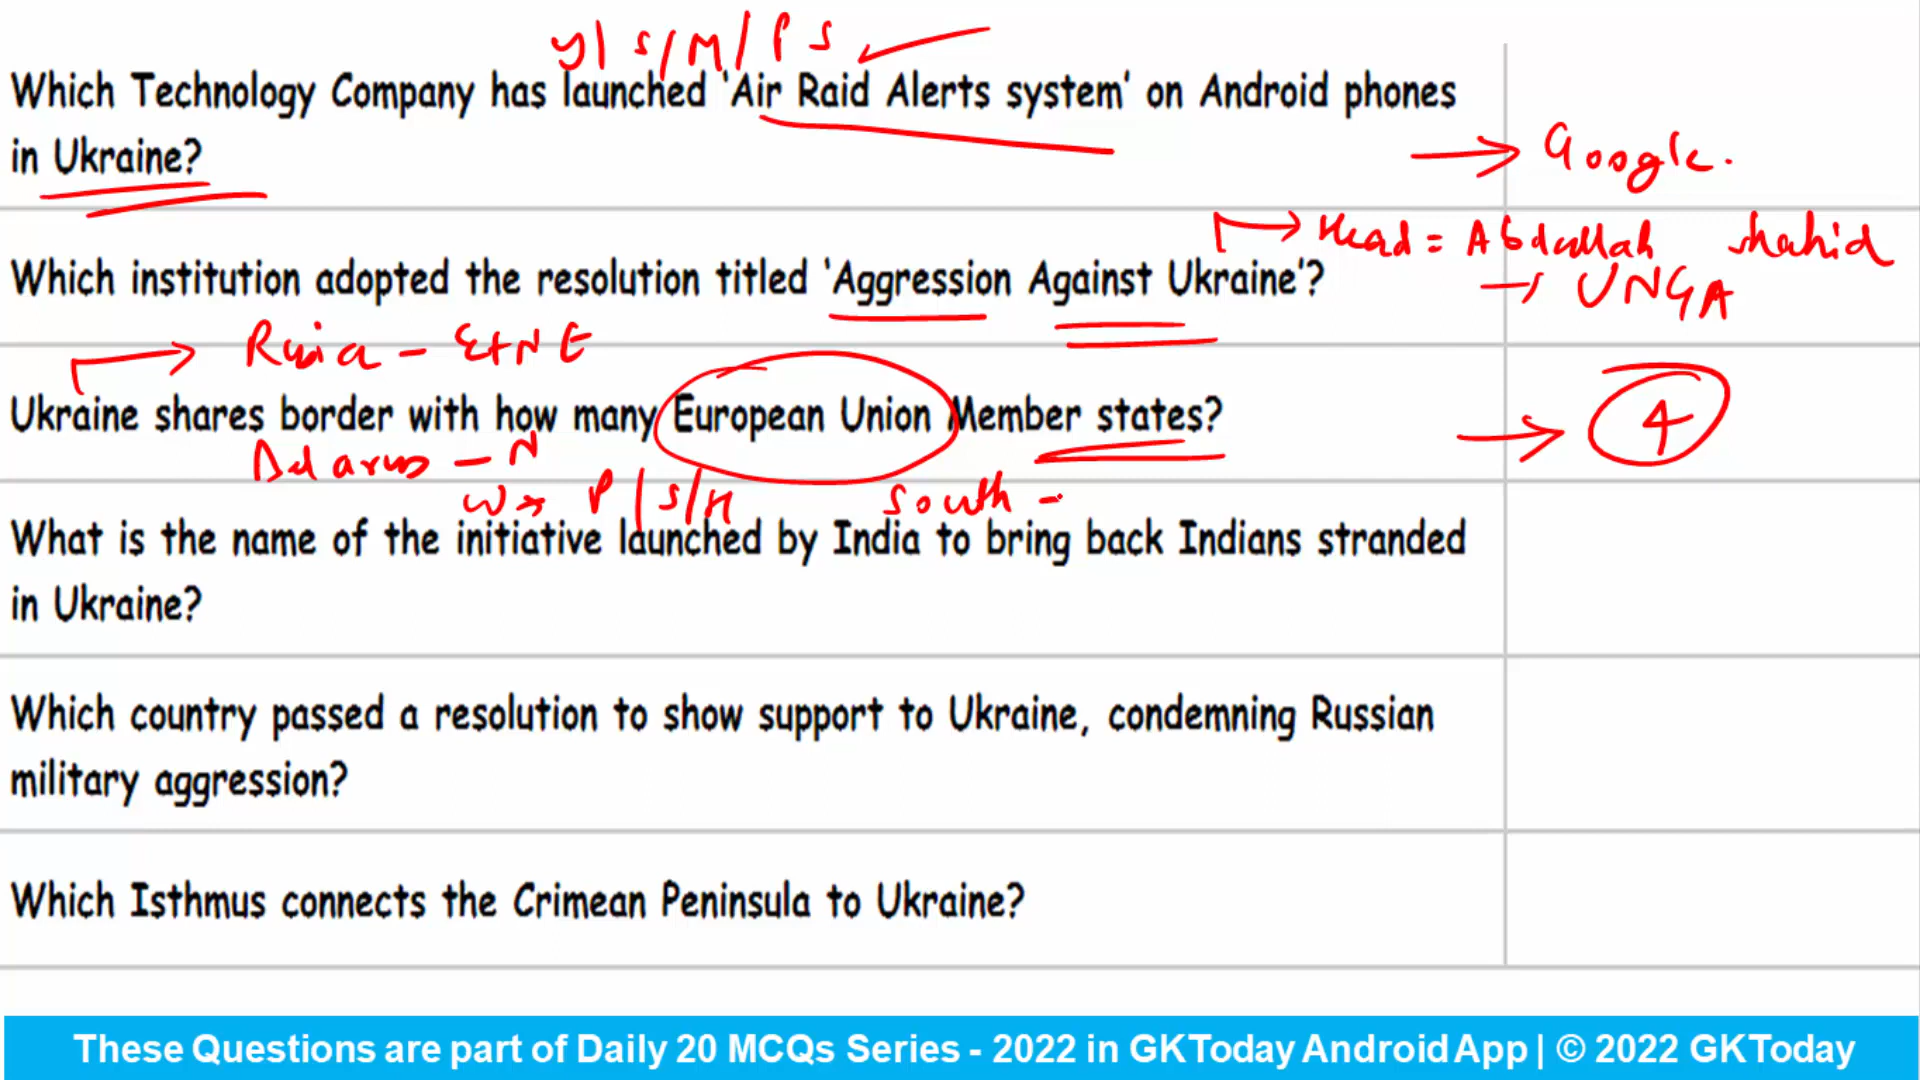 y| S/M/PS
Which Technology Company has launched 'Air Raid Alerts system' on Android phones
in Ukraine?
Google.
Head = Abdullah Shahid
Which institution adopted the resolution titled 'Aggression Against Ukraine'?
UNGA
Russia - E+NE
Ukraine shares border with how many European Union Member states?
4
Belarus - N
W → P/S/H South -
What is the name of the initiative launched by India to bring back Indians stranded
in Ukraine?
Which country passed a resolution to show support to Ukraine, condemning Russian
military aggression?
Which Isthmus connects the Crimean Peninsula to Ukraine?
These Questions are part of Daily 20 MCQs Series - 2022 in GKToday Android App | © 2022 GKToday